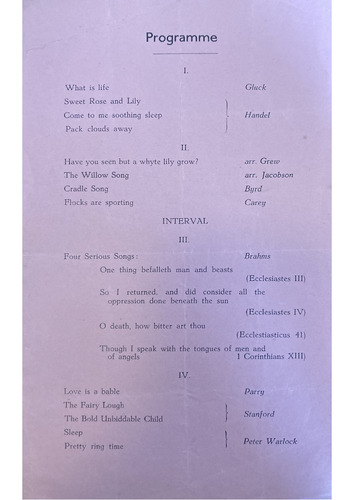 Programme
I.
What is life Gluck
Sweet Rose and Lily
Come to me soothing sleep Handel
Pack clouds away
II.
Have you seen but a whyte lily grow? arr. Grew
The Willow Song arr. Jacobson
Cradle Song Byrd
Flocks are sporting Carey
INTERVAL
III.
Four Serious Songs: Brahms
One thing befalleth man and beasts
(Ecclesiastes III)
So I returned, and did consider all the
oppression done beneath the sun
(Ecclesiastes IV)
O death, how bitter art thou
(Ecclestiasticus 41)
Though I speak with the tongues of men and
of angels 1 Corinthians XIII)
IV.
Love is a bable Parry
The Fairy Lough
The Bold Unbiddable Child Stanford
Sleep
Pretty ring time Peter Warlock